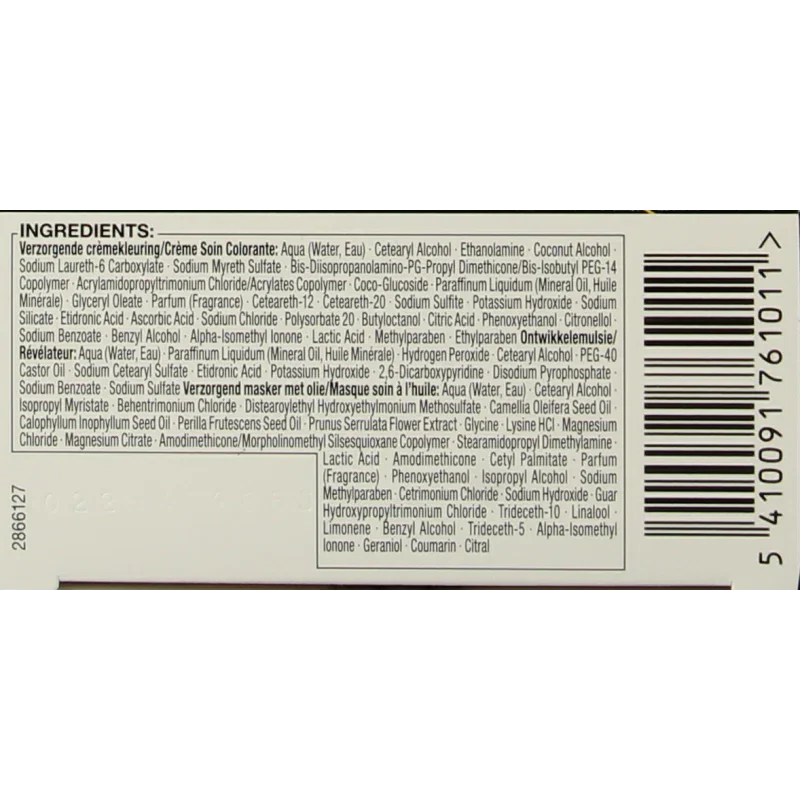 INGREDIENTS:
Verzorgende crèmekleuring/Crème Soin Colorante: Aqua (Water, Eau) · Cetearyl Alcohol · Ethanolamine · Coconut Alcohol ·
Sodium Laureth-6 Carboxylate · Sodium Myreth Sulfate · Bis-Diisopropanolamino-PG-Propyl Dimethicone/Bis-Isobutyl PEG-14
Copolymer · Acrylamidopropyltrimonium Chloride/Acrylates Copolymer · Coco-Glucoside · Paraffinum Liquidum (Mineral Oil, Huile
Minérale) · Glyceryl Oleate · Parfum (Fragrance) · Ceteareth-12 · Ceteareth-20 · Sodium Sulfite · Potassium Hydroxide · Sodium
Silicate · Etidronic Acid · Ascorbic Acid · Sodium Chloride · Polysorbate 20 · Butyloctanol · Citric Acid · Phenoxyethanol · Citronellol ·
Sodium Benzoate · Benzyl Alcohol · Alpha-Isomethyl Ionone · Lactic Acid · Methylparaben · Ethylparaben Ontwikkelemulsie/
Révélateur: Aqua (Water, Eau) · Paraffinum Liquidum (Mineral Oil, Huile Minérale) · Hydrogen Peroxide · Cetearyl Alcohol · PEG-40
Castor Oil · Sodium Cetearyl Sulfate · Etidronic Acid · Potassium Hydroxide · 2,6-Dicarboxypyridine · Disodium Pyrophosphate ·
Sodium Benzoate · Sodium Sulfate Verzorgend masker met olie/Masque soin à l'huile: Aqua (Water, Eau) · Cetearyl Alcohol ·
Isopropyl Myristate · Behentrimonium Chloride · Distearoylethyl Hydroxyethylmonium Methosulfate · Camellia Oleifera Seed Oil ·
Calophyllum Inophyllum Seed Oil · Perilla Frutescens Seed Oil · Prunus Serrulata Flower Extract · Glycine · Lysine HCl · Magnesium
Chloride · Magnesium Citrate · Amodimethicone/Morpholinomethyl Silsesquioxane Copolymer · Stearamidopropyl Dimethylamine ·
Lactic Acid · Amodimethicone · Cetyl Palmitate · Parfum
(Fragrance) · Phenoxyethanol · Isopropyl Alcohol · Sodium
Methylparaben · Cetrimonium Chloride · Sodium Hydroxide · Guar
Hydroxypropyltrimonium Chloride · Trideceth-10 · Linalool ·
Limonene · Benzyl Alcohol · Trideceth-5 · Alpha-Isomethyl
Ionone · Geraniol · Coumarin · Citral
2866127
5 410091 761011 >